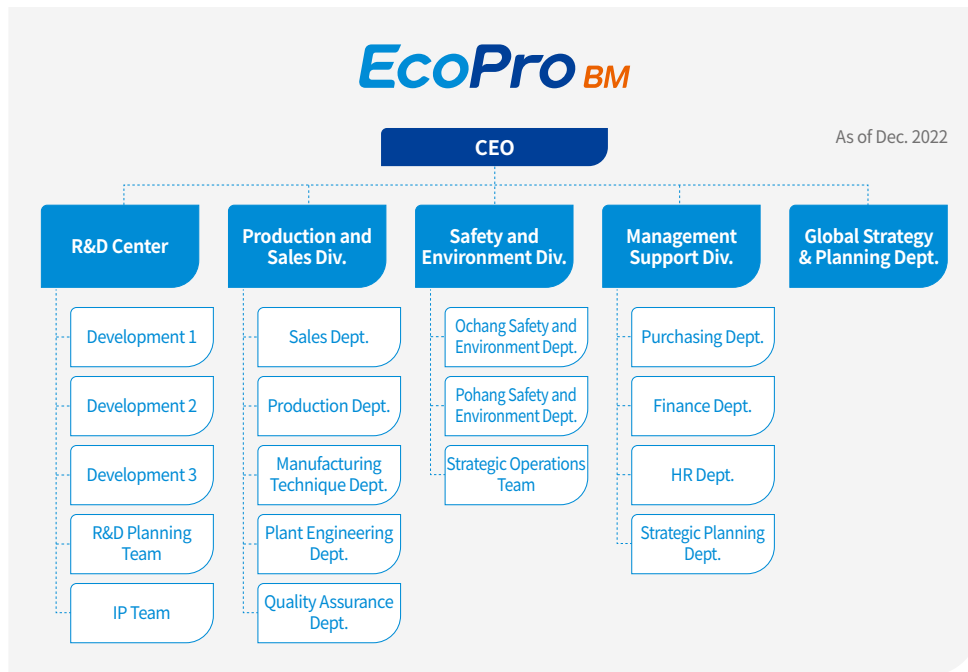 EcoPro BM
CEO
As of Dec. 2022
R&D Center
Production and
Sales Div.
Safety and
Environment Div.
Management
Support Div.
Global Strategy
& Planning Dept.
Development 1
Development 2
Development 3
R&D Planning
Team
IP Team
Sales Dept.
Production Dept.
Manufacturing
Technique Dept.
Plant Engineering
Dept.
Quality Assurance
Dept.
Ochang Safety and
Environment Dept.
Pohang Safety and
Environment Dept.
Strategic Operations
Team
Purchasing Dept.
Finance Dept.
HR Dept.
Strategic Planning
Dept.